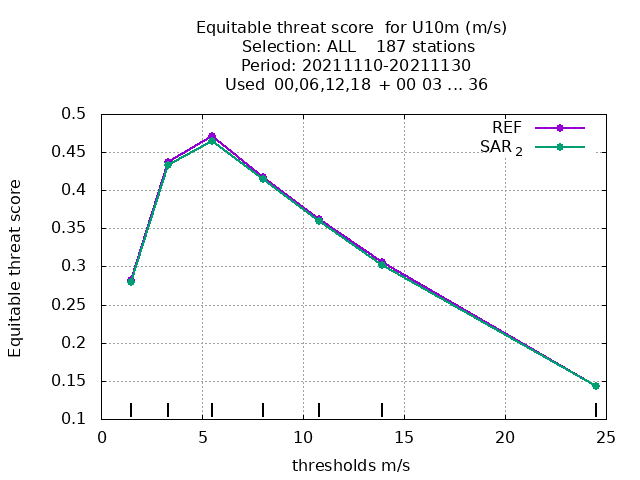 Equitable threat score for U10m (m/s)
Selection: ALL 187 stations
Period: 20211110-20211130
Used 00,06,12,18 + 00 03 ... 36
0.5
REF
SAR 2
0.45
0.4
0.35
0.3
0.25
0.2
0.15
0.1
Equitable threat score
0 5 10 15 20 25
thresholds m/s